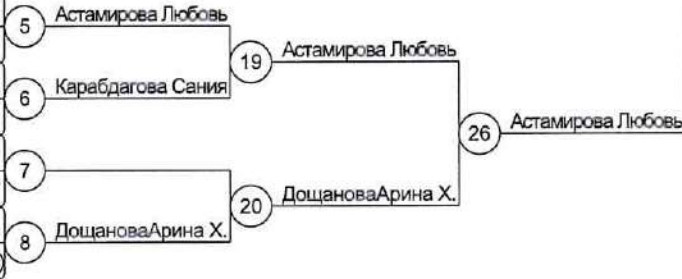 5 Астамирова Любовь
19 Астамирова Любовь
6 Карабдагова Сания
26 Астамирова Любовь
7
20 ДощановаАрина Х.
8 ДощановаАрина Х.